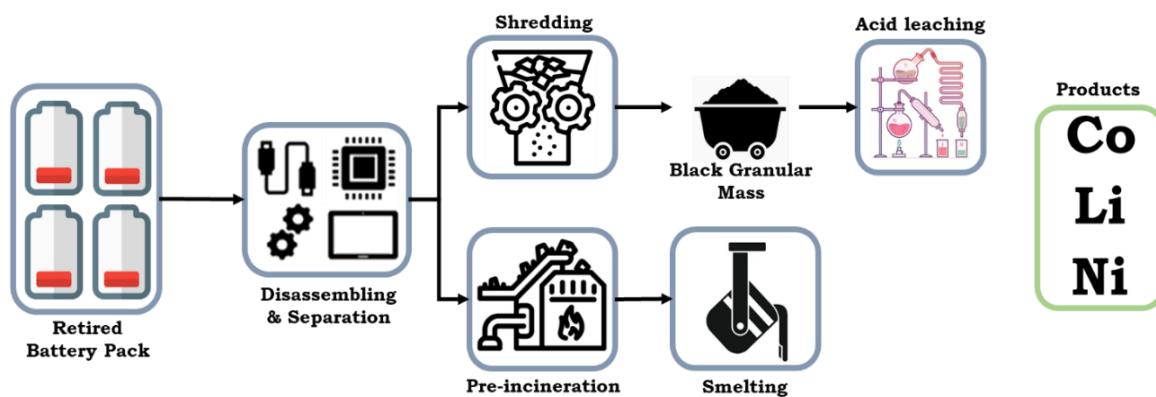 Shredding
Acid leaching
Products
Co
Li
Ni
Black Granular
Mass
Disassembling
& Separation
Retired
Battery Pack
Pre-incineration
Smelting